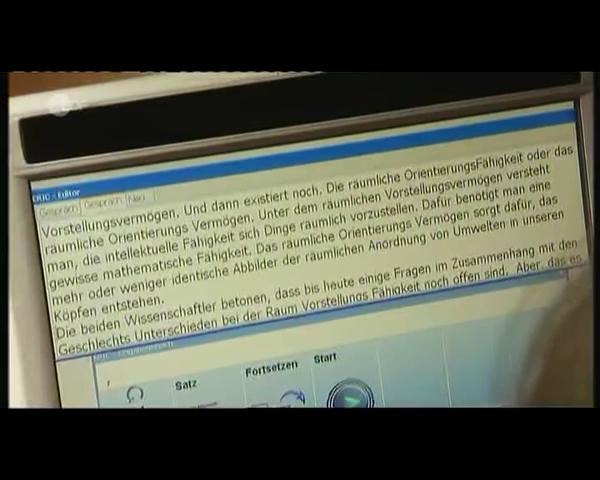 - Editor
Gespräch Gespräch Neu
Vorstellungsvermögen. Und dann existiert noch. Die räumliche OrientierungsFähigkeit oder das
räumliche Orientierungs Vermögen. Unter dem räumlichen Vorstellungsvermögen versteht
man, die intellektuelle Fähigkeit sich Dinge räumlich vorzustellen. Dafür benötigt man eine
gewisse mathematische Fähigkeit. Das räumliche Orientierungs Vermögen sorgt dafür, das
mehr oder weniger identische Abbilder der räumlichen Anordnung von Umwelten in unseren
Köpfen entstehen.
Die beiden Wissenschaftler betonen, dass bis heute einige Fragen im Zusammenhang mit den
Geschlechts Unterschieden bei der Raum Vorstellungs Fähigkeit noch offen sind. Aber, das es
Satz Fortsetzen Start